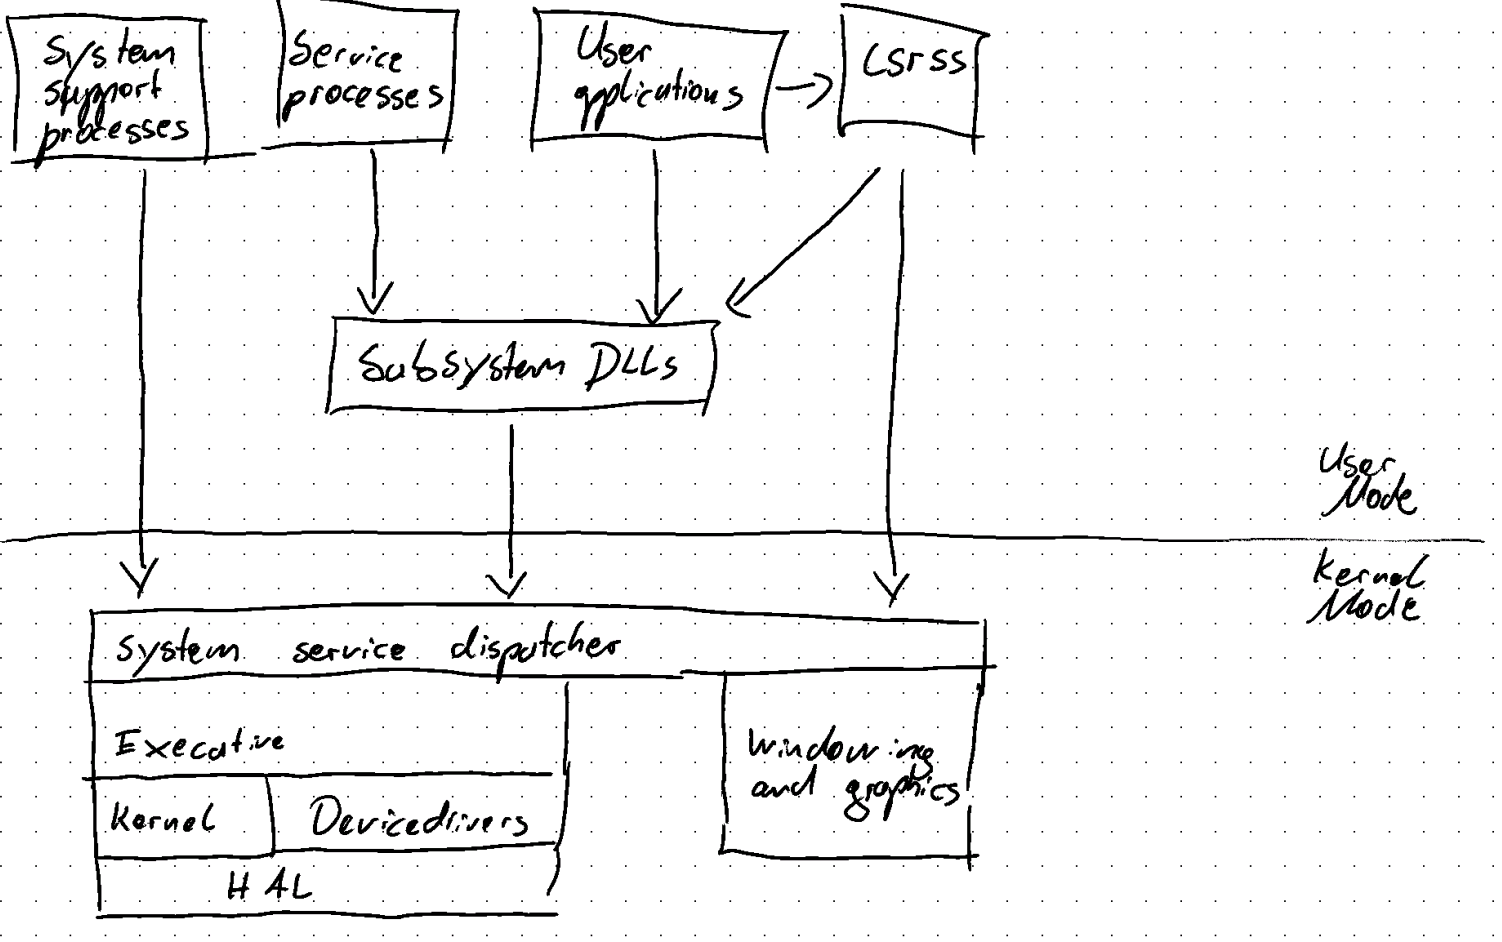 System
support
processes
Service
processes
User
applications
CSrSS
Subsystem DLLs
User
Mode
Kernel
Mode
System service dispatcher
Executive
Windowing
and graphics
Kernel
Devicedrivers
HAL